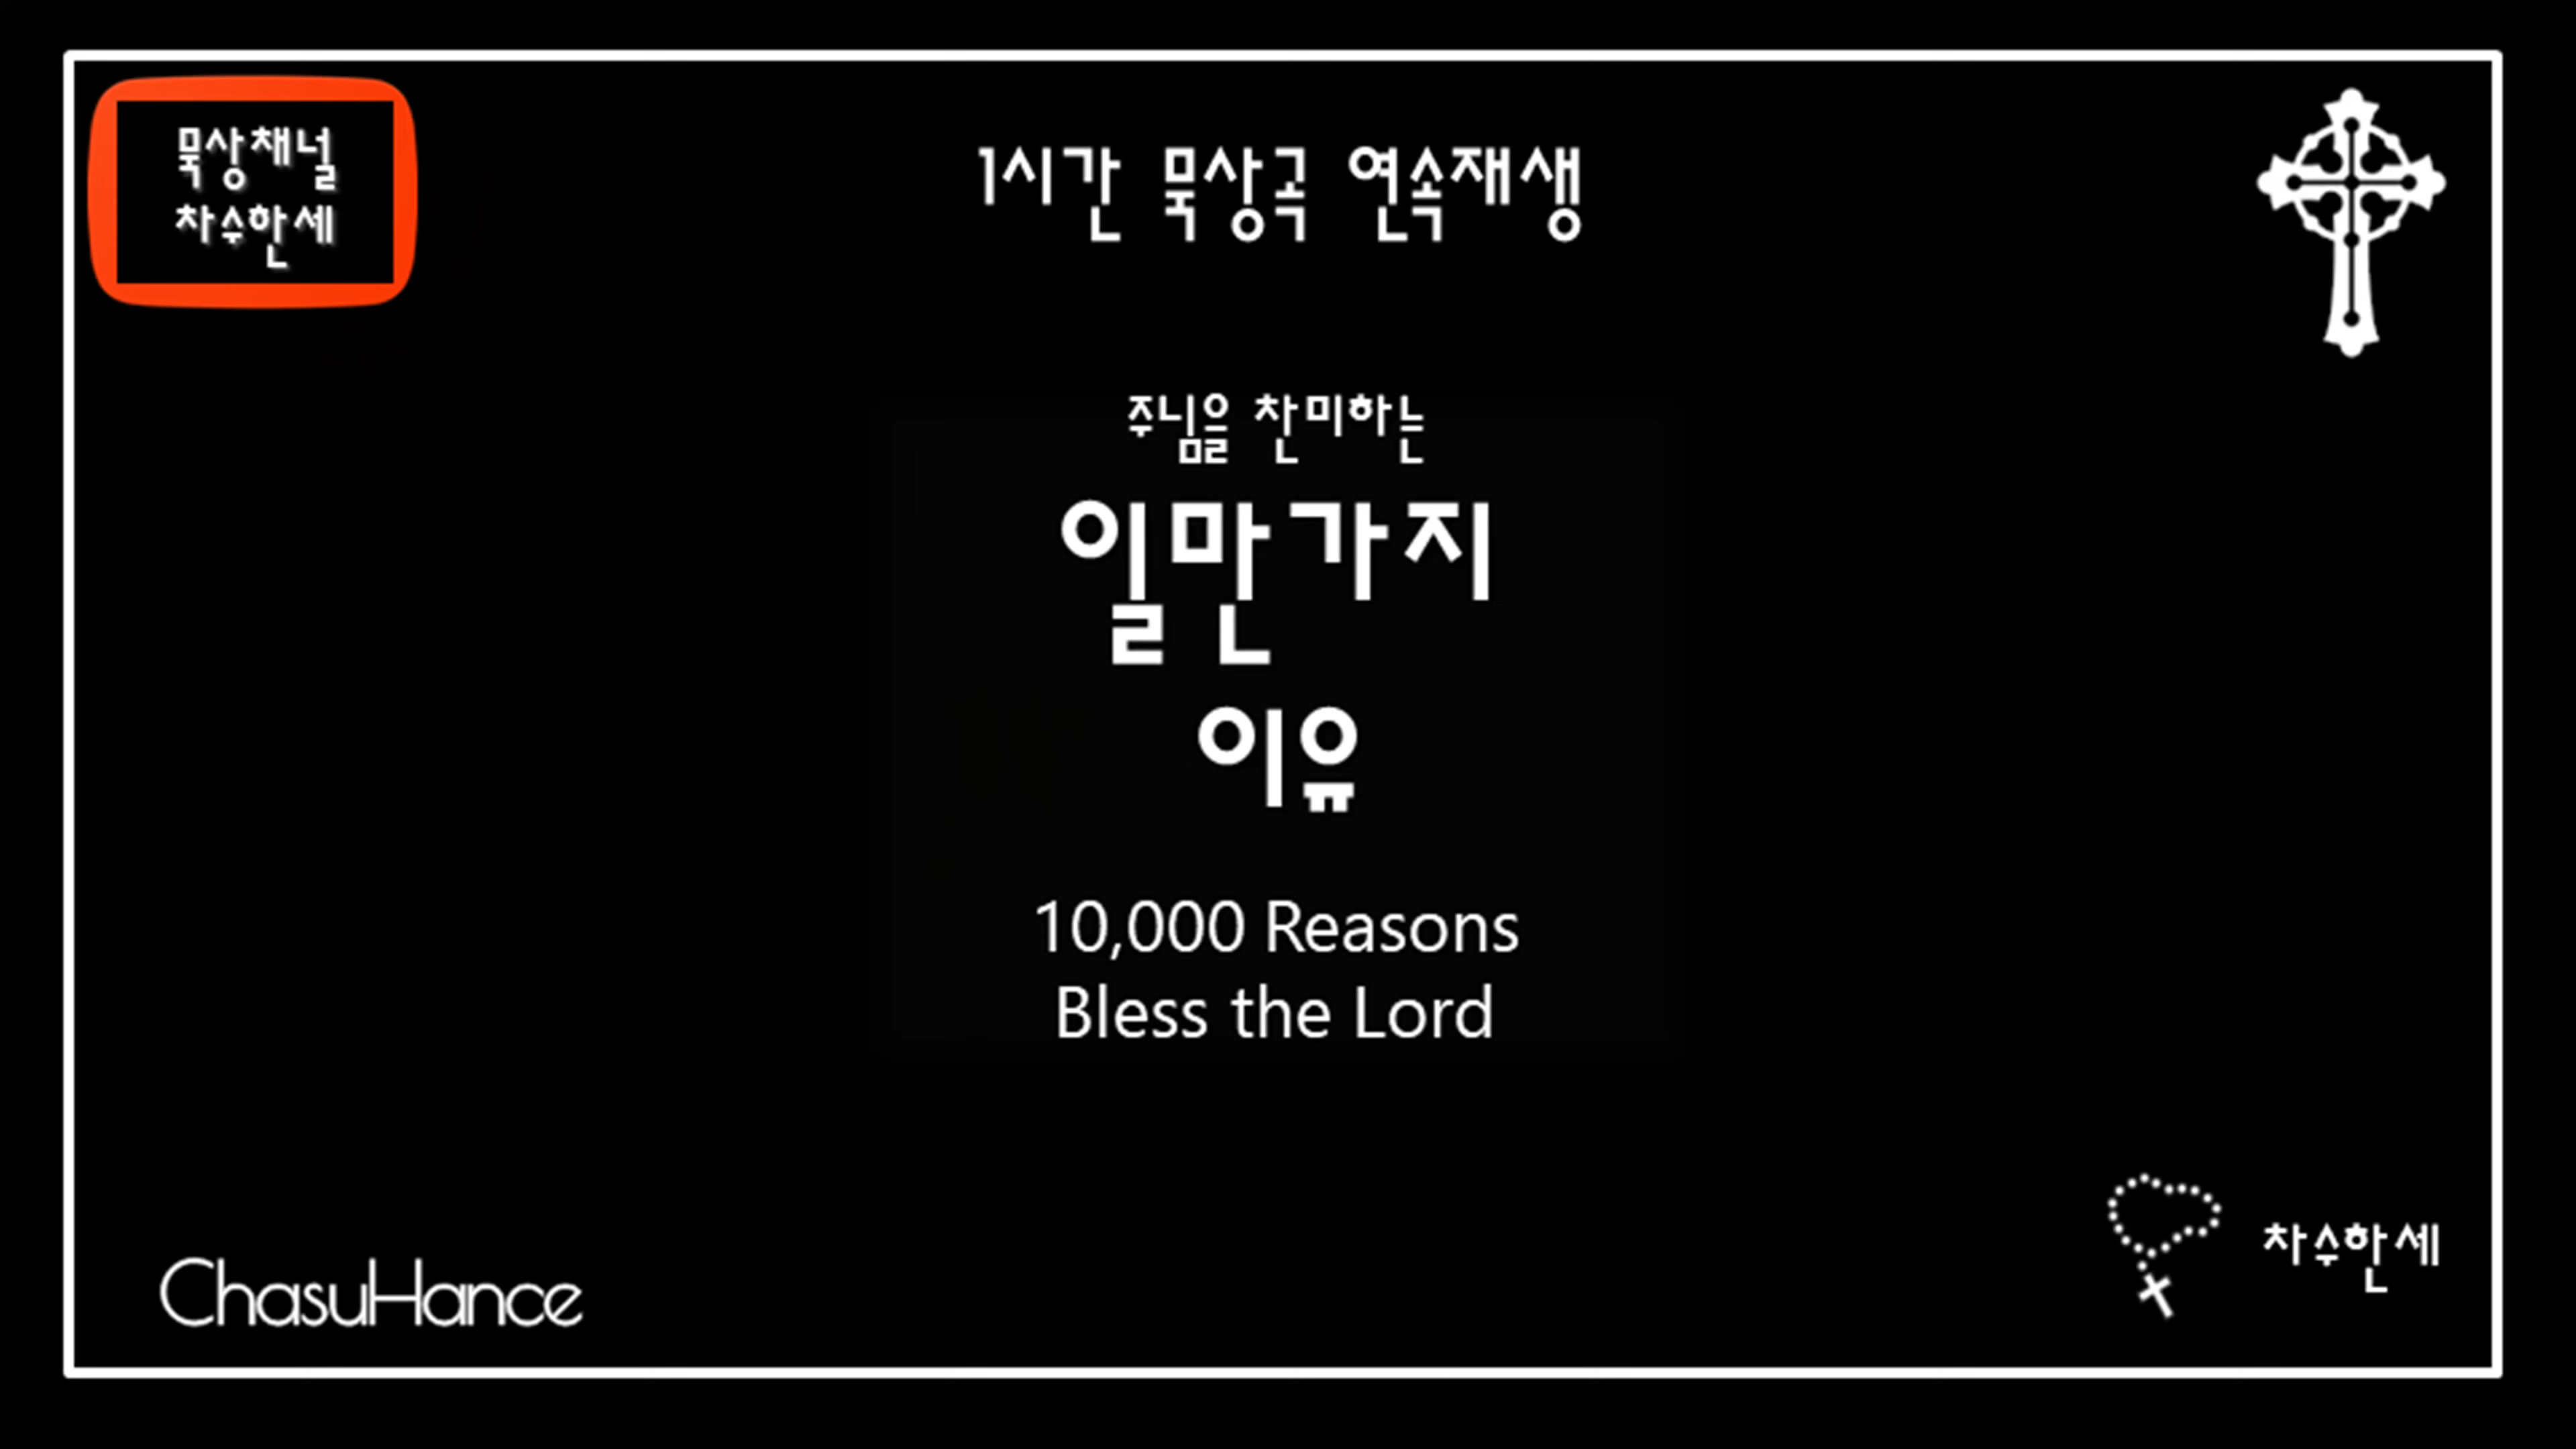 묵상채널
차수한세
1시간 묵상곡 연속재생
주님을 찬미하는
일만가지
이유
10,000 Reasons
Bless the Lord
ChasuHance
차수한세